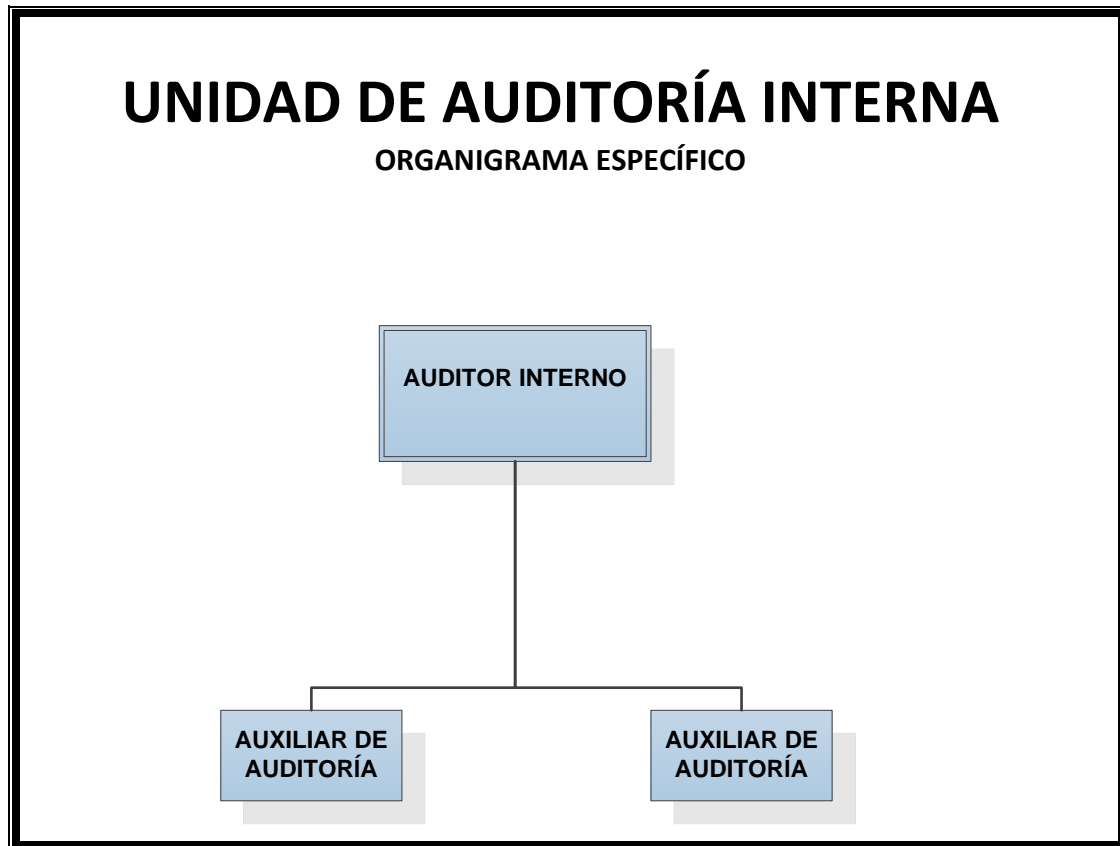 UNIDAD DE AUDITORÍA INTERNA
ORGANIGRAMA ESPECÍFICO
AUDITOR INTERNO
AUXILIAR DE
AUDITORÍA
AUXILIAR DE
AUDITORÍA